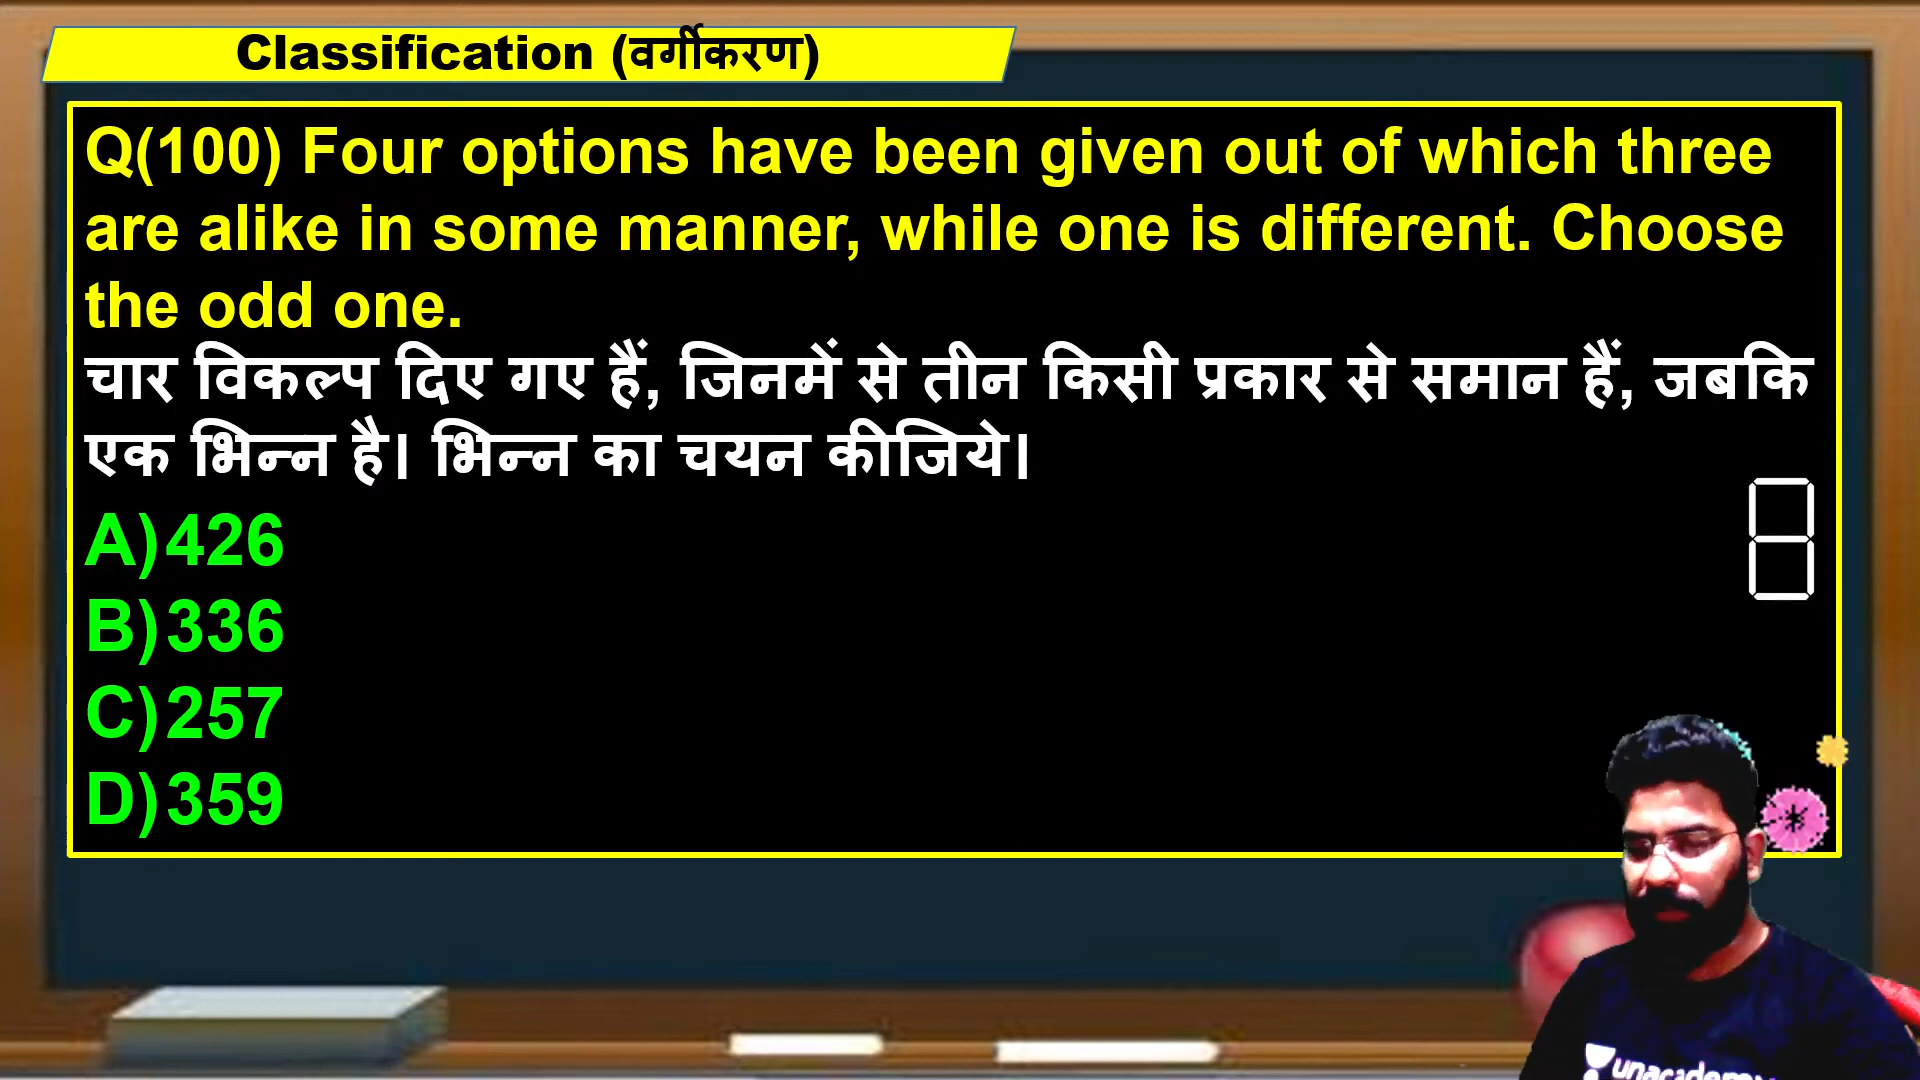 Classification (वर्गीकरण)
Q(100) Four options have been given out of which three
are alike in some manner, while one is different. Choose
the odd one.
चार विकल्प दिए गए हैं, जिनमें से तीन किसी प्रकार से समान हैं, जबकि
एक भिन्न है। भिन्न का चयन कीजिये।
8
A)426
B)336
C)257
D)359
unacademy